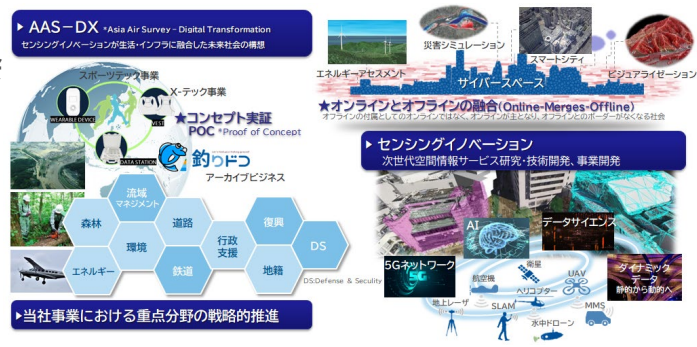 AAS-DX *Asia Air Survey - Digital Transformation
センシングイノベーションが生活・インフラに融合した未来社会の構想
スポーツテック事業
X-テック事業
WEARABLE DEVICE
VEST
DATA STATION
★コンセプト実証
POC *Proof of Concept
釣りドコ
アーカイブビジネス
流域
マネジメント
森林
道路
復興
環境
行政
支援
DS
エネルギー
鉄道
地籍
DS:Defense & Seculity
当社事業における重点分野の戦略的推進
災害シミュレーション
スマートシティ
エネルギーアセスメント
サイバースペース
ビジュアライゼーション
★オンラインとオフラインの融合(Online-Merges-Offline)
オフラインの付属としてのオンラインではなく、オンラインが主となり、オフラインとのボーダーがなくなる社会
センシングイノベーション
次世代空間情報サービス研究・技術開発、事業開発
AI
データサイエンス
5Gネットワーク
5G
衛星
航空機
UAV
ヘリコプター
ダイナミック
データ
静的から動的へ
地上レーザ
SLAM
MMS
水中ドローン